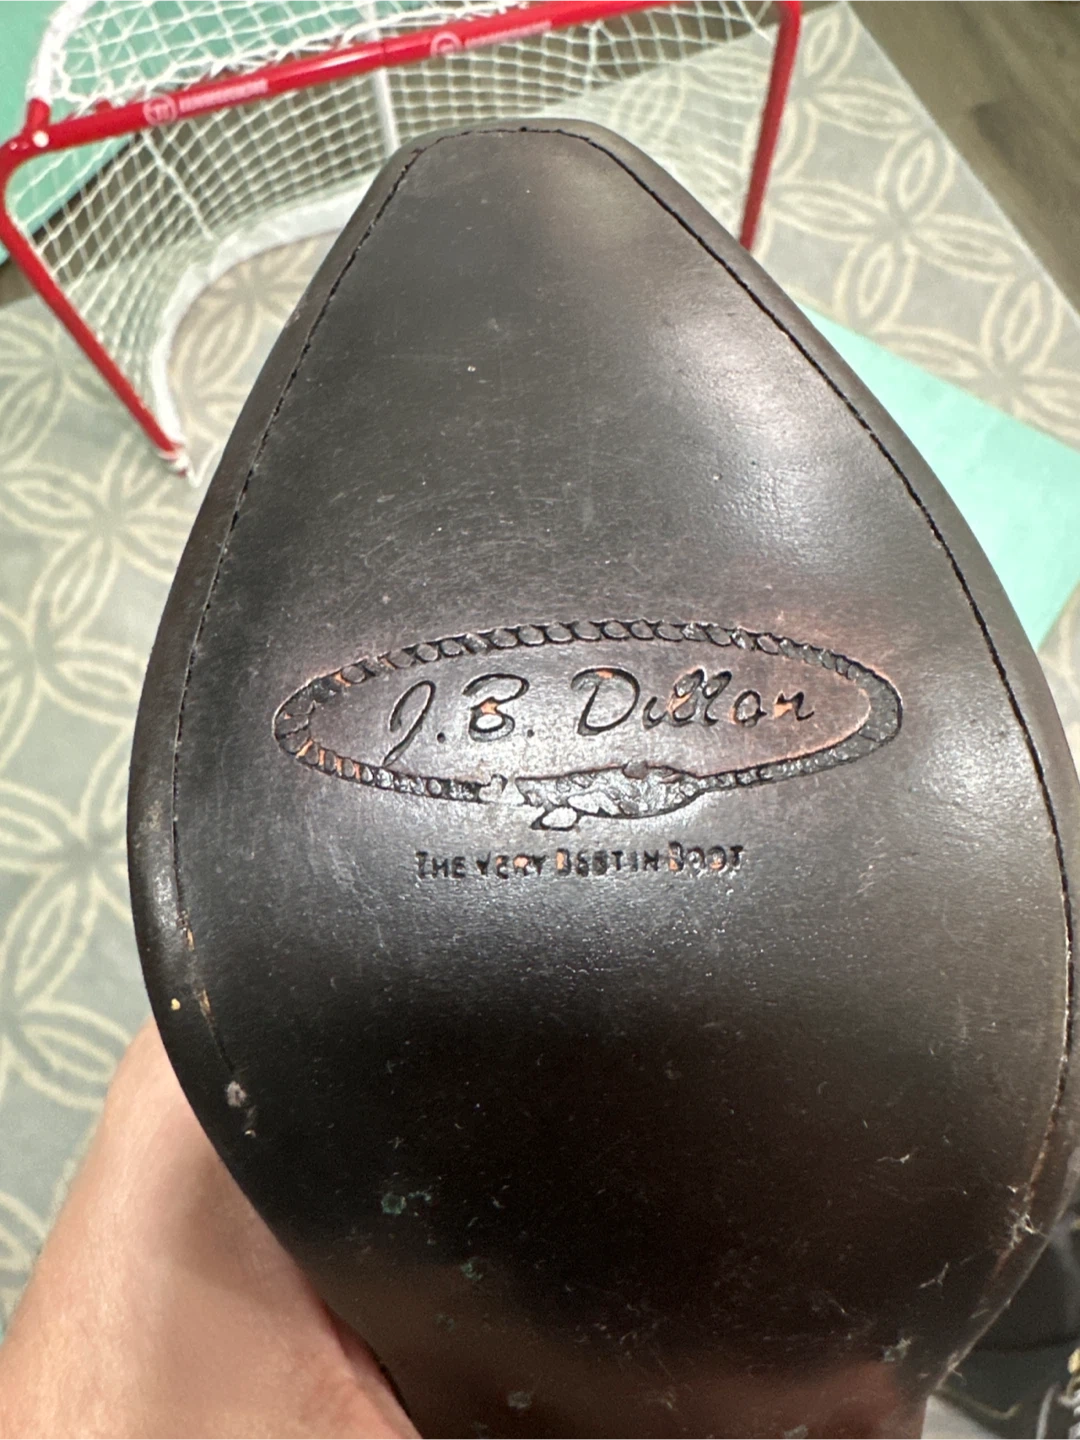 J.B. Dillon
THE VERY BEST IN BOOT